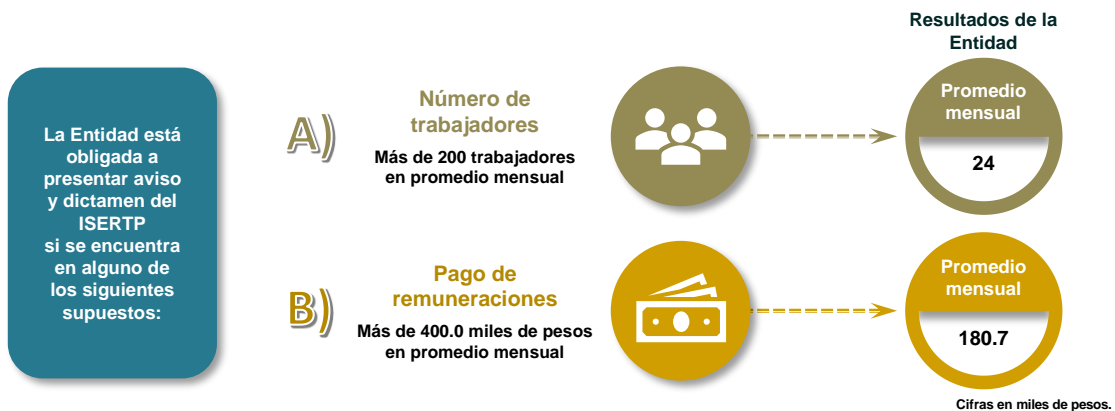 La Entidad está
obligada a
presentar aviso
y dictamen del
ISERTP
si se encuentra
en alguno de
los siguientes
supuestos:
A)
Número de
trabajadores
Más de 200 trabajadores
en promedio mensual
Resultados de la
Entidad
Promedio
mensual
24
B)
Pago de
remuneraciones
Más de 400.0 miles de pesos
en promedio mensual
Promedio
mensual
180.7
Cifras en miles de pesos.